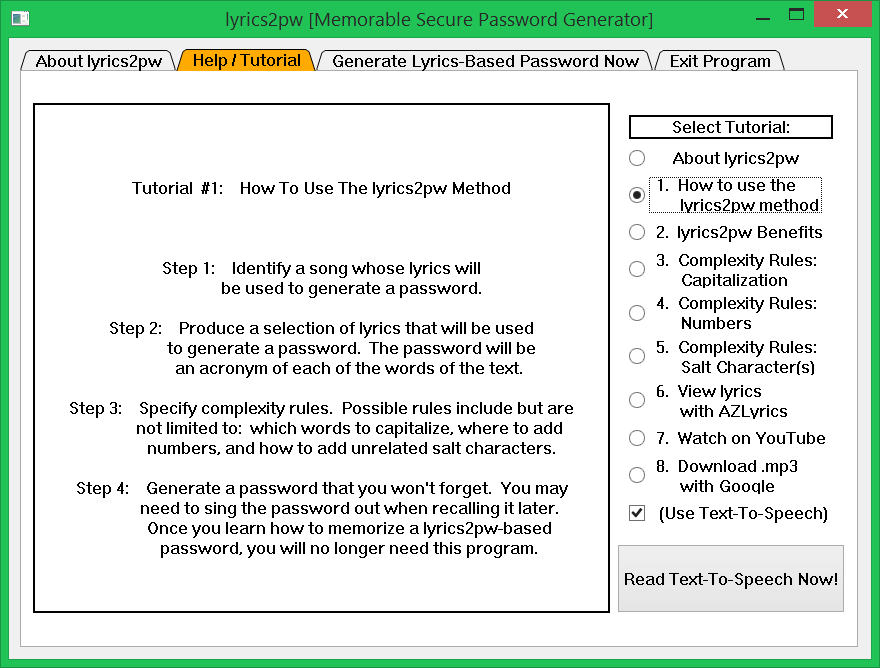 lyrics2pw [Memorable Secure Password Generator]
About lyrics2pw
Help / Tutorial
Generate Lyrics-Based Password Now
Exit Program
Tutorial #1: How To Use The lyrics2pw Method
Step 1: Identify a song whose lyrics will
be used to generate a password.
Step 2: Produce a selection of lyrics that will be used
to generate a password. The password will be
an acronym of each of the words of the text.
Step 3: Specify complexity rules. Possible rules include but are
not limited to: which words to capitalize, where to add
numbers, and how to add unrelated salt characters.
Step 4: Generate a password that you won't forget. You may
need to sing the password out when recalling it later.
Once you learn how to memorize a lyrics2pw-based
password, you will no longer need this program.
Select Tutorial:
About lyrics2pw
1. How to use the
lyrics2pw method
2. lyrics2pw Benefits
3. Complexity Rules:
Capitalization
4. Complexity Rules:
Numbers
5. Complexity Rules:
Salt Character(s)
6. View lyrics
with AZLyrics
7. Watch on YouTube
8. Download .mp3
with Google
(Use Text-To-Speech)
Read Text-To-Speech Now!